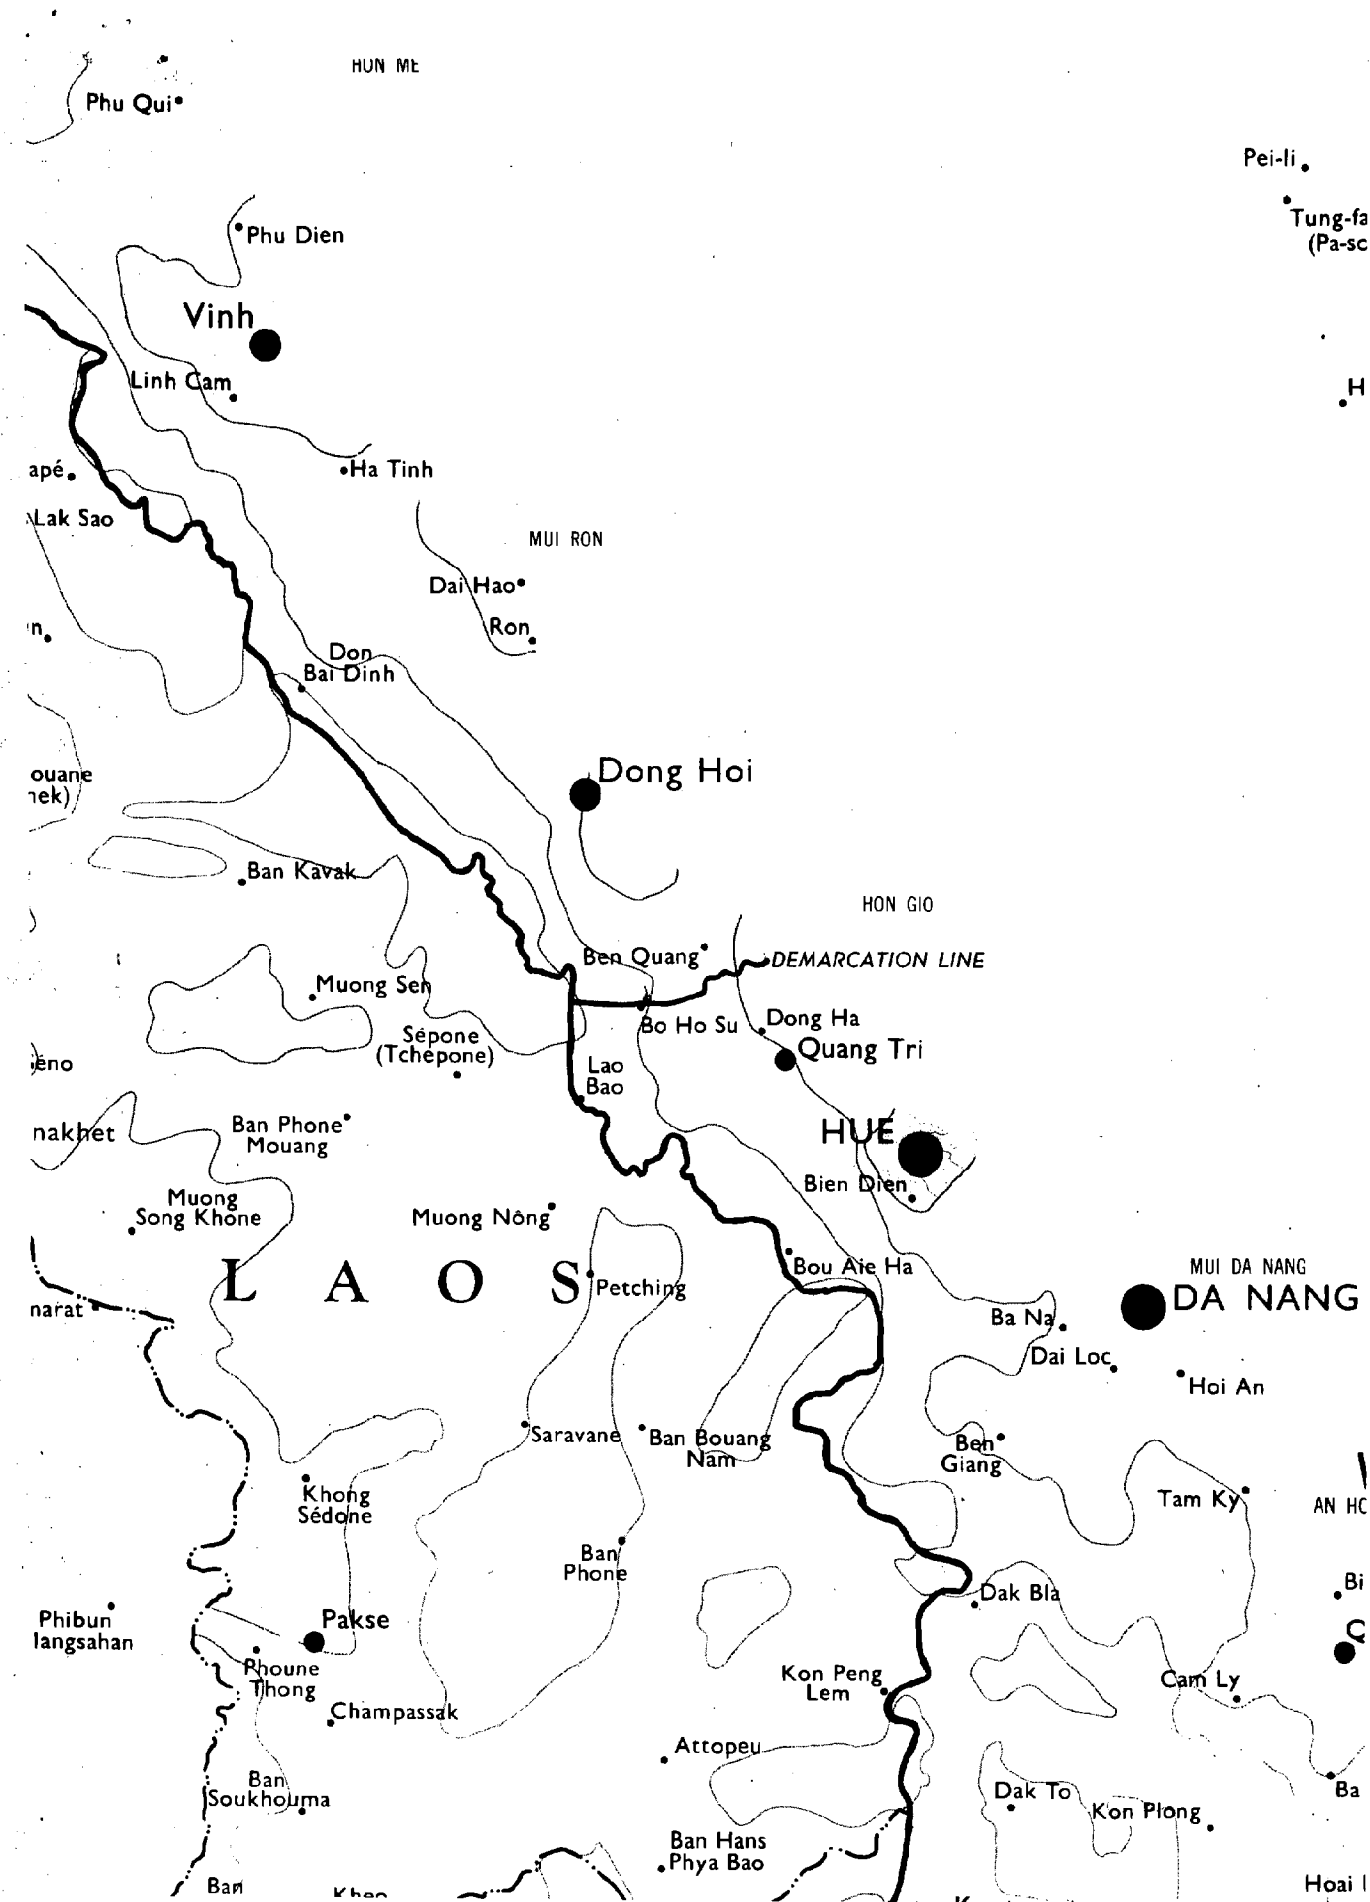 HON ME
Phu Qui
Pei-li
Tung-fa
(Pa-sc
Phu Dien
Vinh
Linh Cam
H
apé
Ha Tinh
Lak Sao
MUI RON
Dai Hao
Ron
n
Don
Bai Dinh
Dong Hoi
ouane
nek)
Ban Kavak
HON GIO
Ben Quang
DEMARCATION LINE
Muong Sen
Bo Ho Su
Dong Ha
Sépone
(Tchepone)
Quang Tri
éno
Lao
Bao
nakhet
Ban Phone
Mouang
HUE
Bien Dien
Muong
Song Khone
Muong Nông
LAOS
Petching
Bou Aie Ha
MUI DA NANG
DA NANG
narat
Ba Na
Dai Loc
Hoi An
Saravane
Ban Bouang
Nam
Ben
Giang
Khong
Sédone
Tam Ky
AN HO
V
Ban
Phone
Bi
Dak Bla
Phibun
langsahan
Pakse
Q
Phoune
Thong
Kon Peng
Lem
Cam Ly
Champassak
Attopeu
Ban
Soukhouma
Dak To
Kon Plong
Ba
Ban Hans
Phya Bao
Ban
Khen
Hoai
K